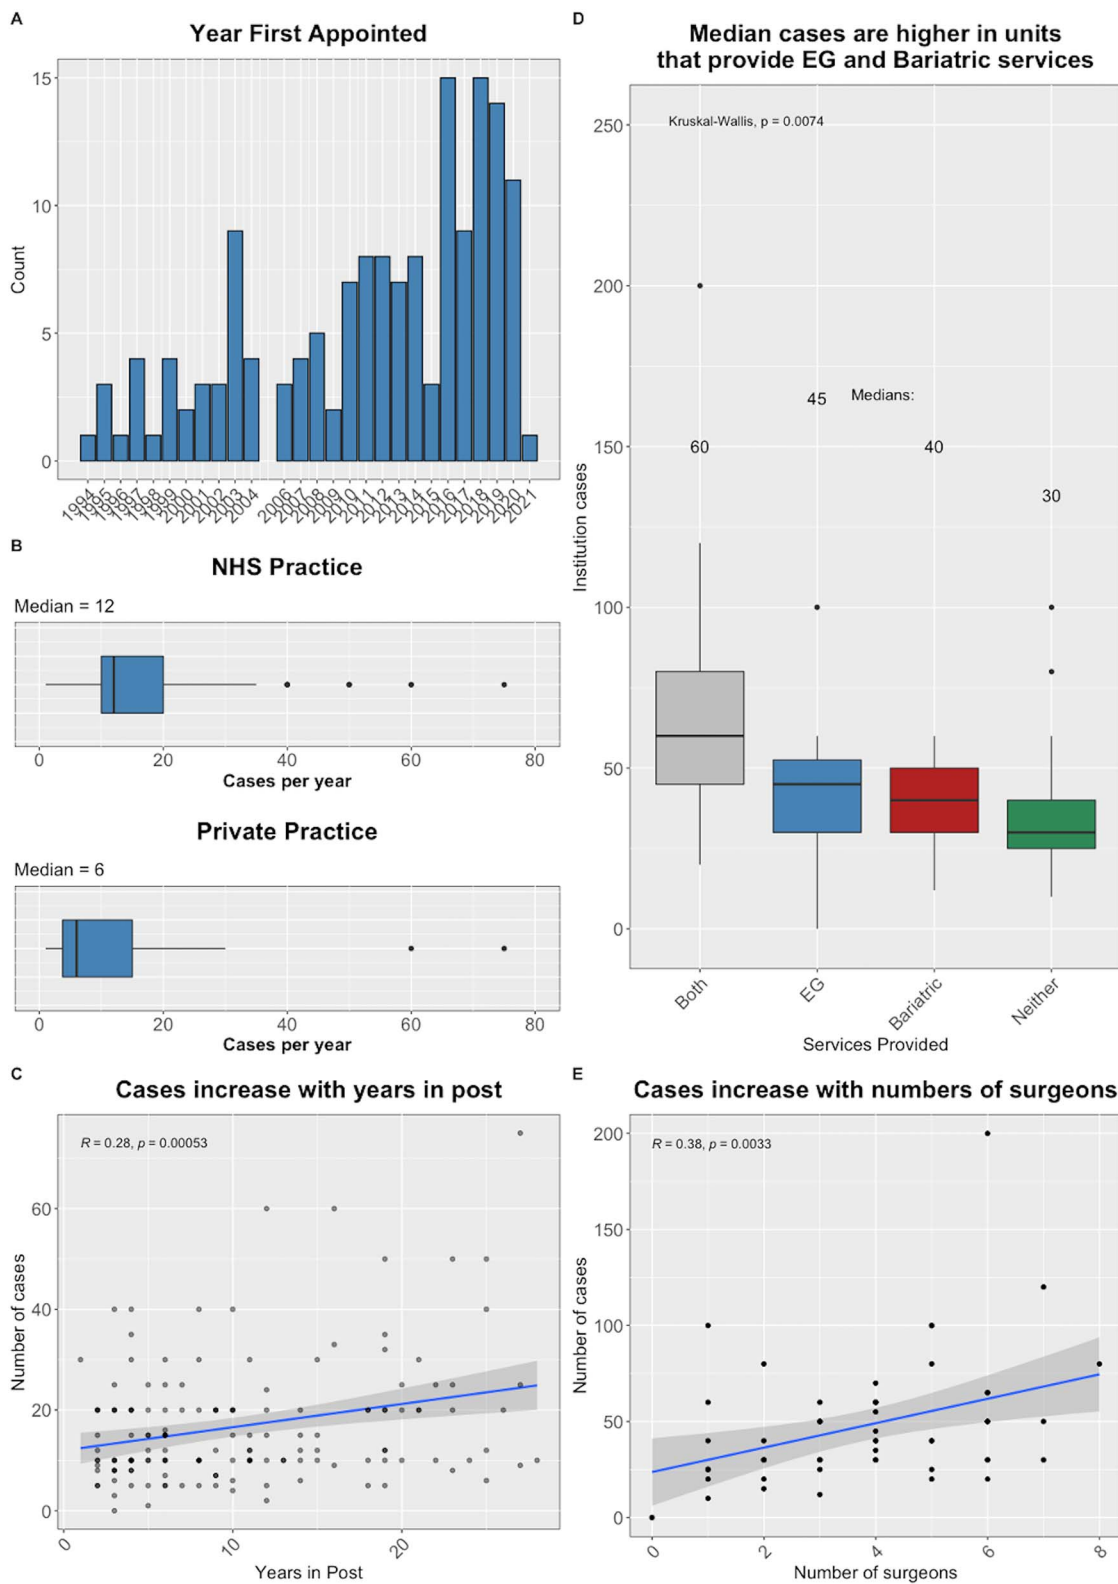 A
Year First Appointed
15
10
5
0
Count
1994
1995
1996
1997
1998
1999
2000
2001
2002
2003
2004
2006
2007
2008
2009
2010
2011
2012
2013
2014
2015
2016
2017
2018
2019
2020
2021
B
NHS Practice
Median = 12
0 20 40 60 80
Cases per year
Private Practice
Median = 6
0 20 40 60 80
Cases per year
C
Cases increase with years in post
R = 0.28, p = 0.00053
60
40
20
0
Number of cases
0 10 20
Years in Post
D
Median cases are higher in units
that provide EG and Bariatric services
Kruskal-Wallis, p = 0.0074
250
200
150
100
50
0
Institution cases
Medians:
60
45
40
30
Both
EG
Bariatric
Neither
Services Provided
E
Cases increase with numbers of surgeons
R = 0.38, p = 0.0033
200
150
100
50
0
Number of cases
0 2 4 6 8
Number of surgeons